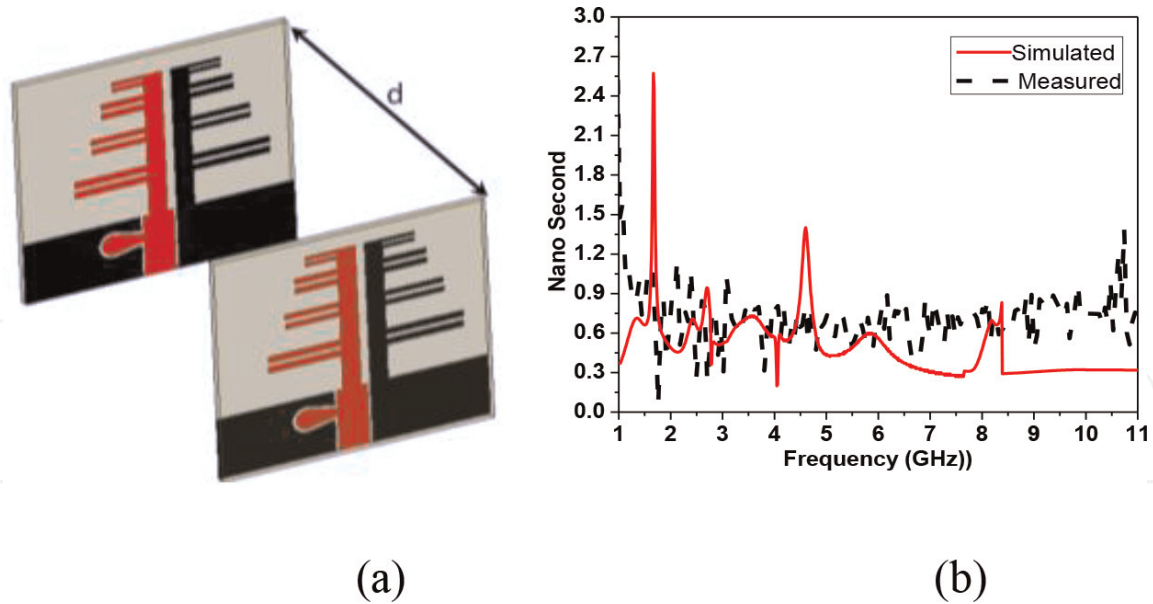 d
3.0
2.7
2.4
2.1
1.8
1.5
1.2
0.9
0.6
0.3
0.0
Nano Second
Simulated
Measured
1 2 3 4 5 6 7 8 9 10 11
Frequency (GHz))
(a)
(b)